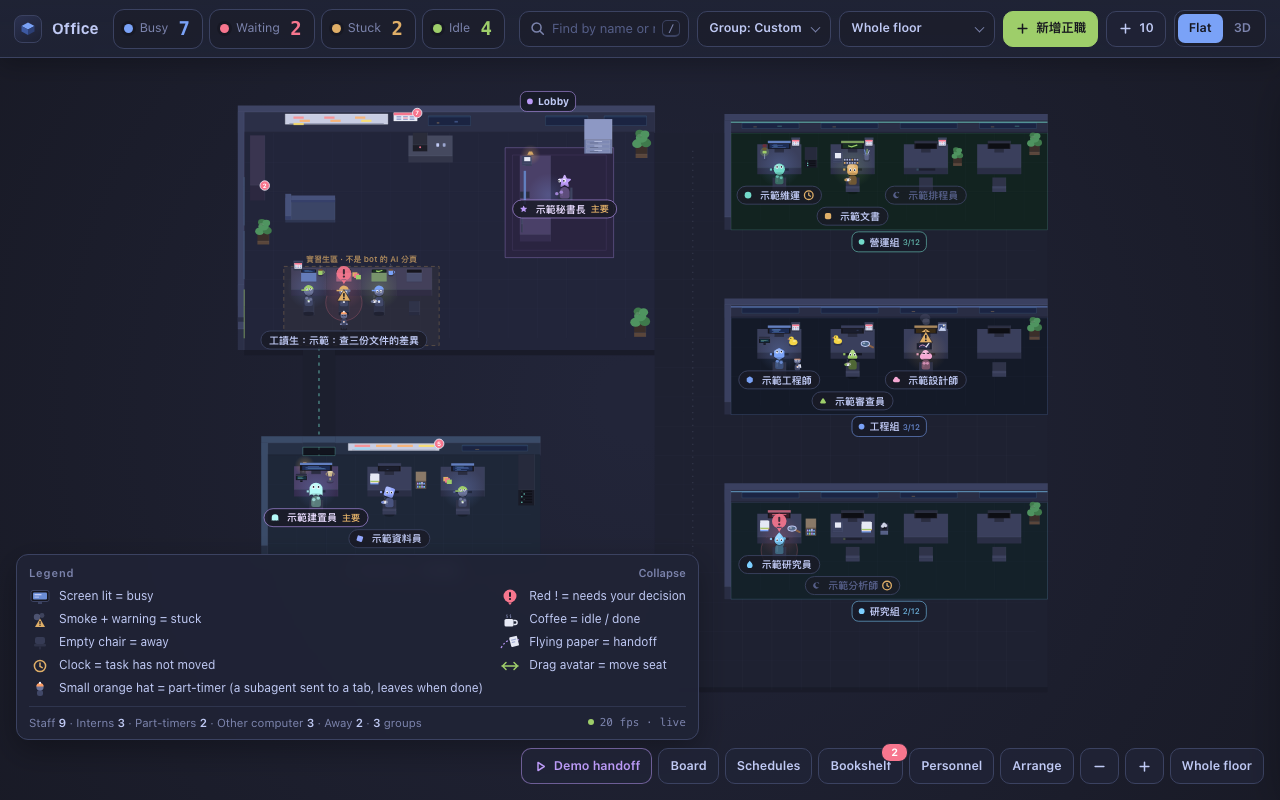 Office
Busy 7
Waiting 2
Stuck 2
Idle 4
Find by name or r /
Group: Custom
Whole floor
+ 新增正職
+ 10
Flat
3D
Lobby
7
2
示範秘書長 主要
實習生區 · 不是 bot 的 AI 分頁
工讀生：示範：查三份文件的差異
示範維運
示範排程員
示範文書
營運組 3/12
示範工程師
示範設計師
示範審查員
工程組 3/12
5
示範建置員 主要
示範資料員
示範研究員
示範分析師
研究組 2/12
Legend
Collapse
Screen lit = busy
Red ! = needs your decision
Smoke + warning = stuck
Coffee = idle / done
Empty chair = away
Flying paper = handoff
Clock = task has not moved
Drag avatar = move seat
Small orange hat = part-timer (a subagent sent to a tab, leaves when done)
Staff 9 · Interns 3 · Part-timers 2 · Other computer 3 · Away 2 · 3 groups
20 fps · live
Demo handoff
Board
Schedules
Bookshelf
2
Personnel
Arrange
−
+
Whole floor